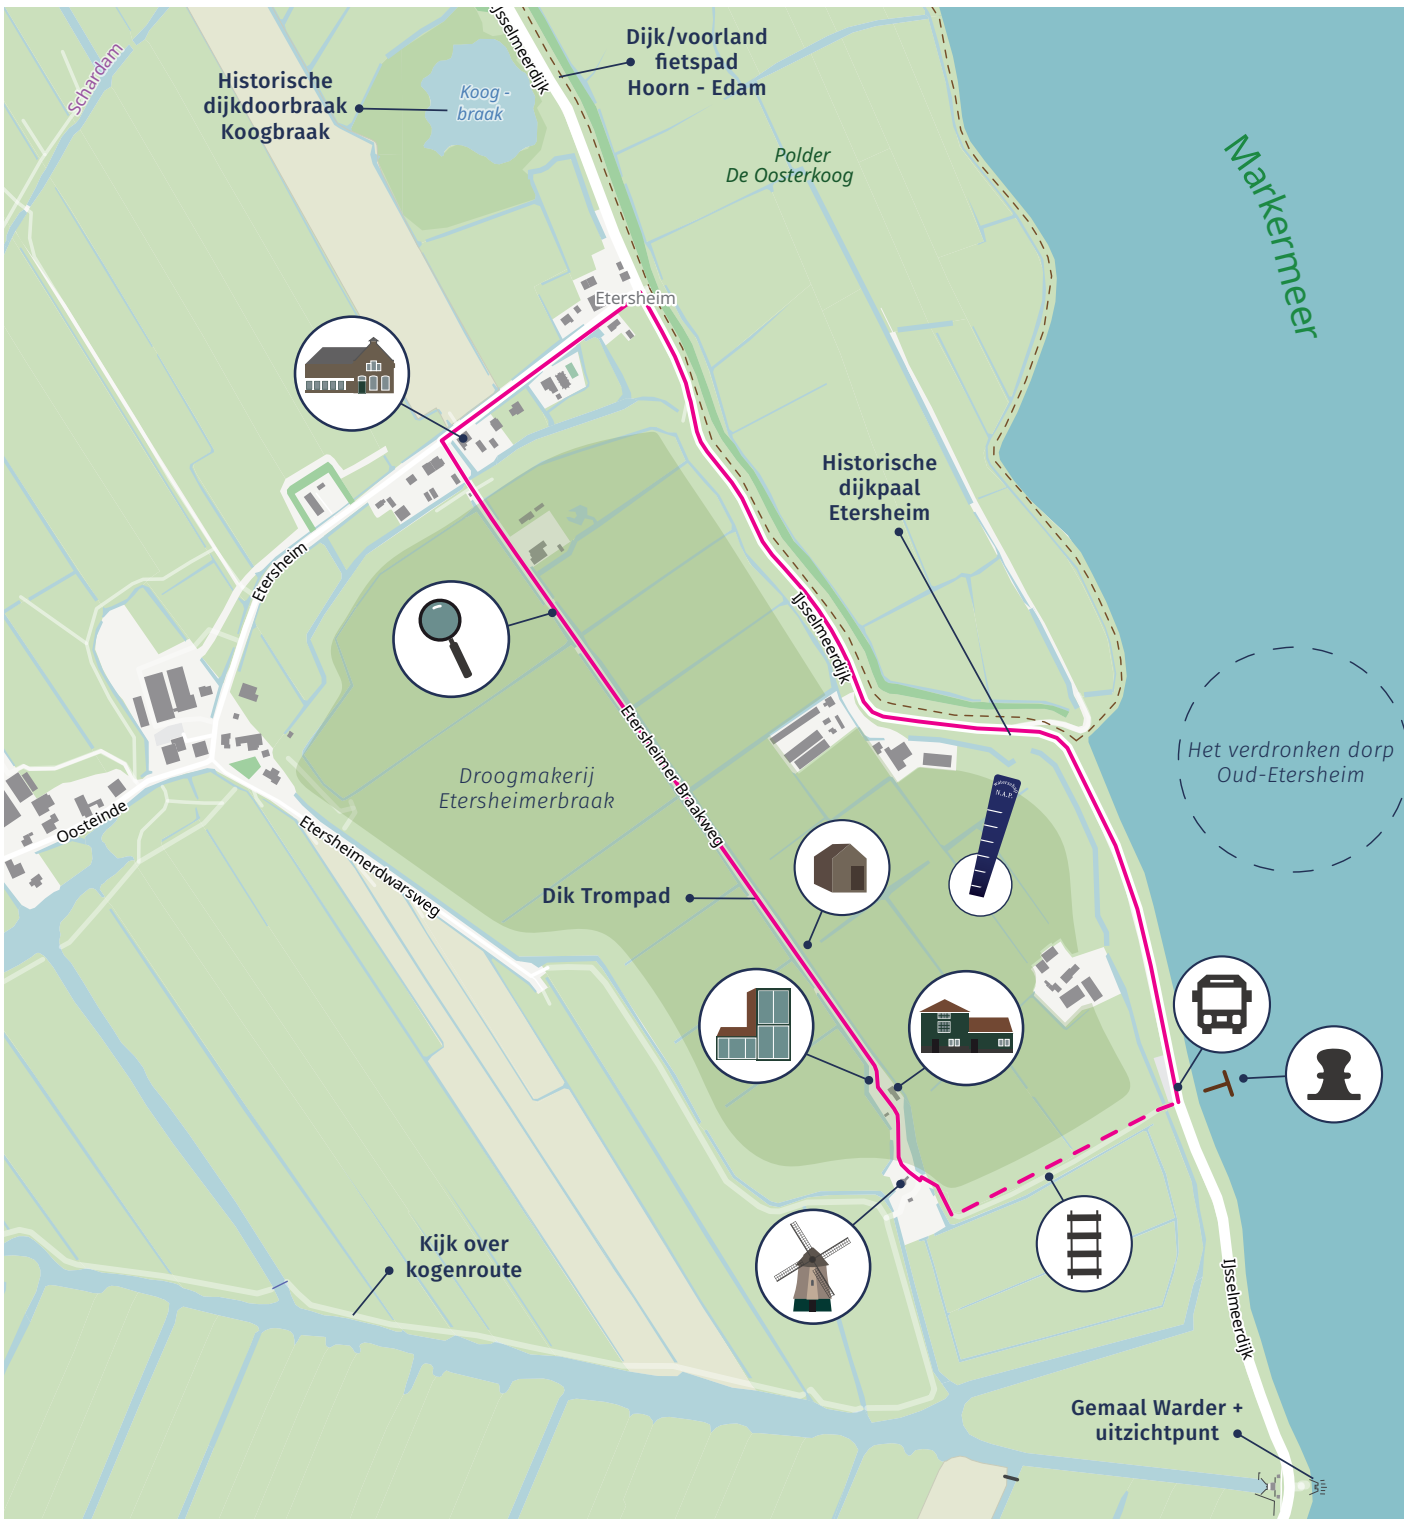 IJsselmeerdijk
Dijk/voorland
fietspad
Hoorn - Edam
Schardam
Historische
dijkdoorbraak
Koogbraak
Koog -
braak
Polder
De Oosterkoog
Markermeer
Etersheim
Historische
dijkpaal
Etersheim
Etersheim
IJsselmeerdijk
Het verdronken dorp
Oud-Etersheim
Etersheimer Braakweg
Droogmakerij
Etersheimerbraak
N.A.P.
Oosteinde
Etersheimerdwarsweg
Dik Trompad
Kijk over
kogenroute
IJsselmeerdijk
Gemaal Warder +
uitzichtpunt